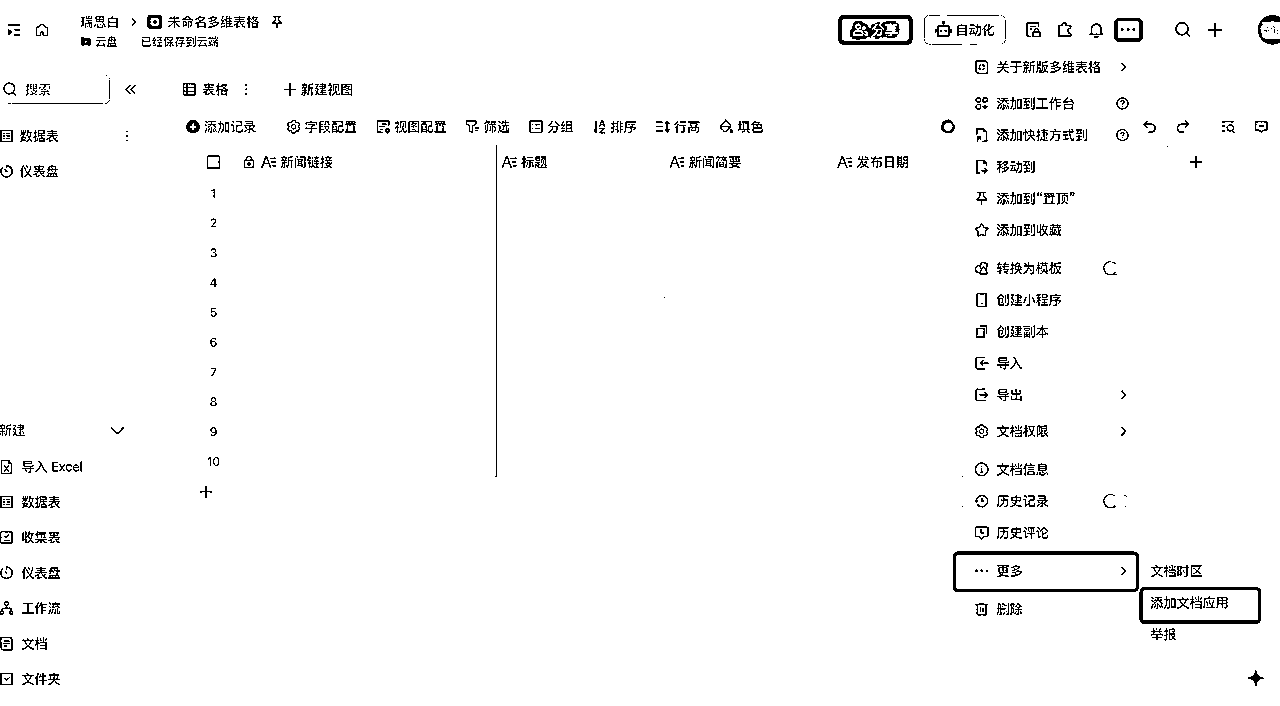 瑞思白 > 未命名多维表格
云盘 已经保存到云端
分享
自动化
搜索
表格
新建视图
添加记录 字段配置 视图配置 筛选 分组 排序 行高 填色
数据表
仪表盘
新闻链接 标题 新闻简要 发布日期
1
2
3
4
5
6
7
8
9
10
新建
导入 Excel
数据表
收集表
仪表盘
工作流
文档
文件夹
关于新版多维表格
添加到工作台
添加快捷方式到
移动到
添加到“置顶”
添加到收藏
转换为模板
创建小程序
创建副本
导入
导出
文档权限
文档信息
历史记录
历史评论
更多
删除
文档时区
添加文档应用
举报